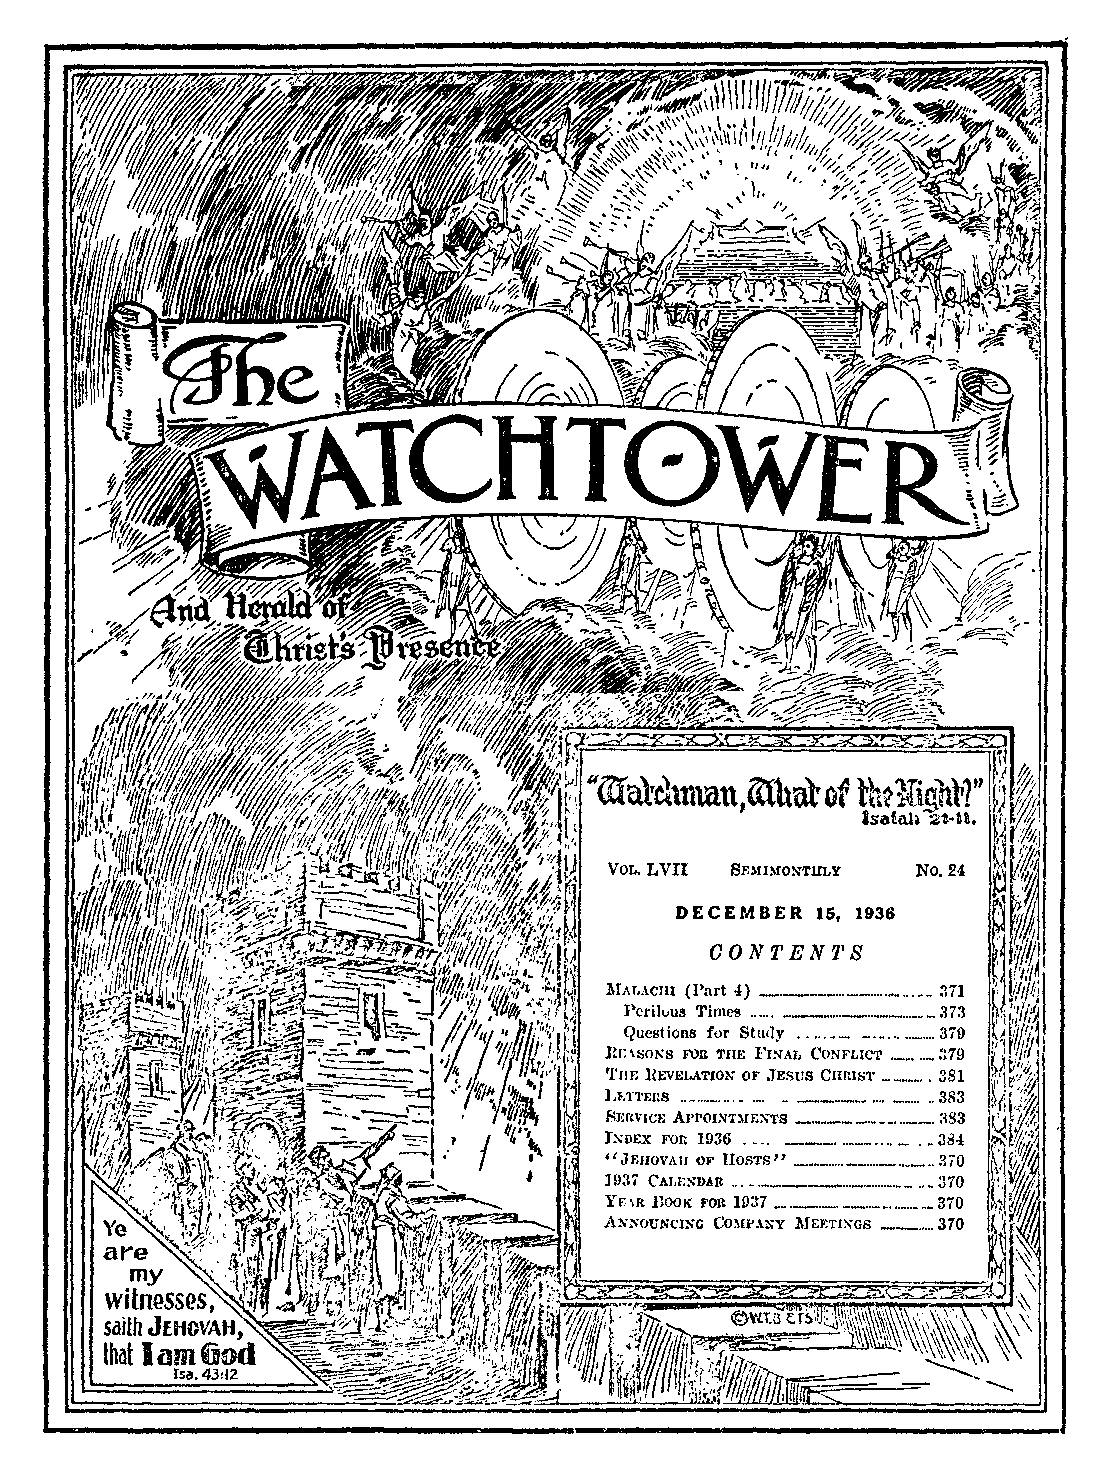 The
WATCHTOWER
And Herald of
Christ's Presence
"Watchman, What of the Night?"
Isaiah 21-11.
VOL. LVII SEMIMONTHLY No. 24
DECEMBER 15, 1936
CONTENTS
MALACHI (Part 4) 371
Perilous Times 373
Questions for Study 379
REASONS FOR THE FINAL CONFLICT 379
THE REVELATION OF JESUS CHRIST 381
LETTERS 383
SERVICE APPOINTMENTS 383
INDEX FOR 1936 384
"JEHOVAH OF HOSTS" 370
1937 CALENDAR 370
YEAR BOOK FOR 1937 370
ANNOUNCING COMPANY MEETINGS 370
©W.T.B. & T.S.
Ye
are
my
witnesses,
saith JEHOVAH,
that I am God
Isa. 43:12